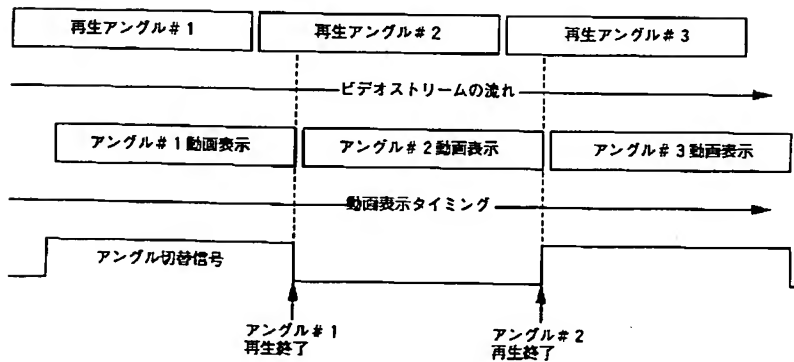 再生アングル#1
再生アングル#2
再生アングル#3
ビデオストリームの流れ
アングル#1動画表示
アングル#2動画表示
アングル#3動画表示
動画表示タイミング
アングル切替信号
アングル#1
再生終了
アングル#2
再生終了